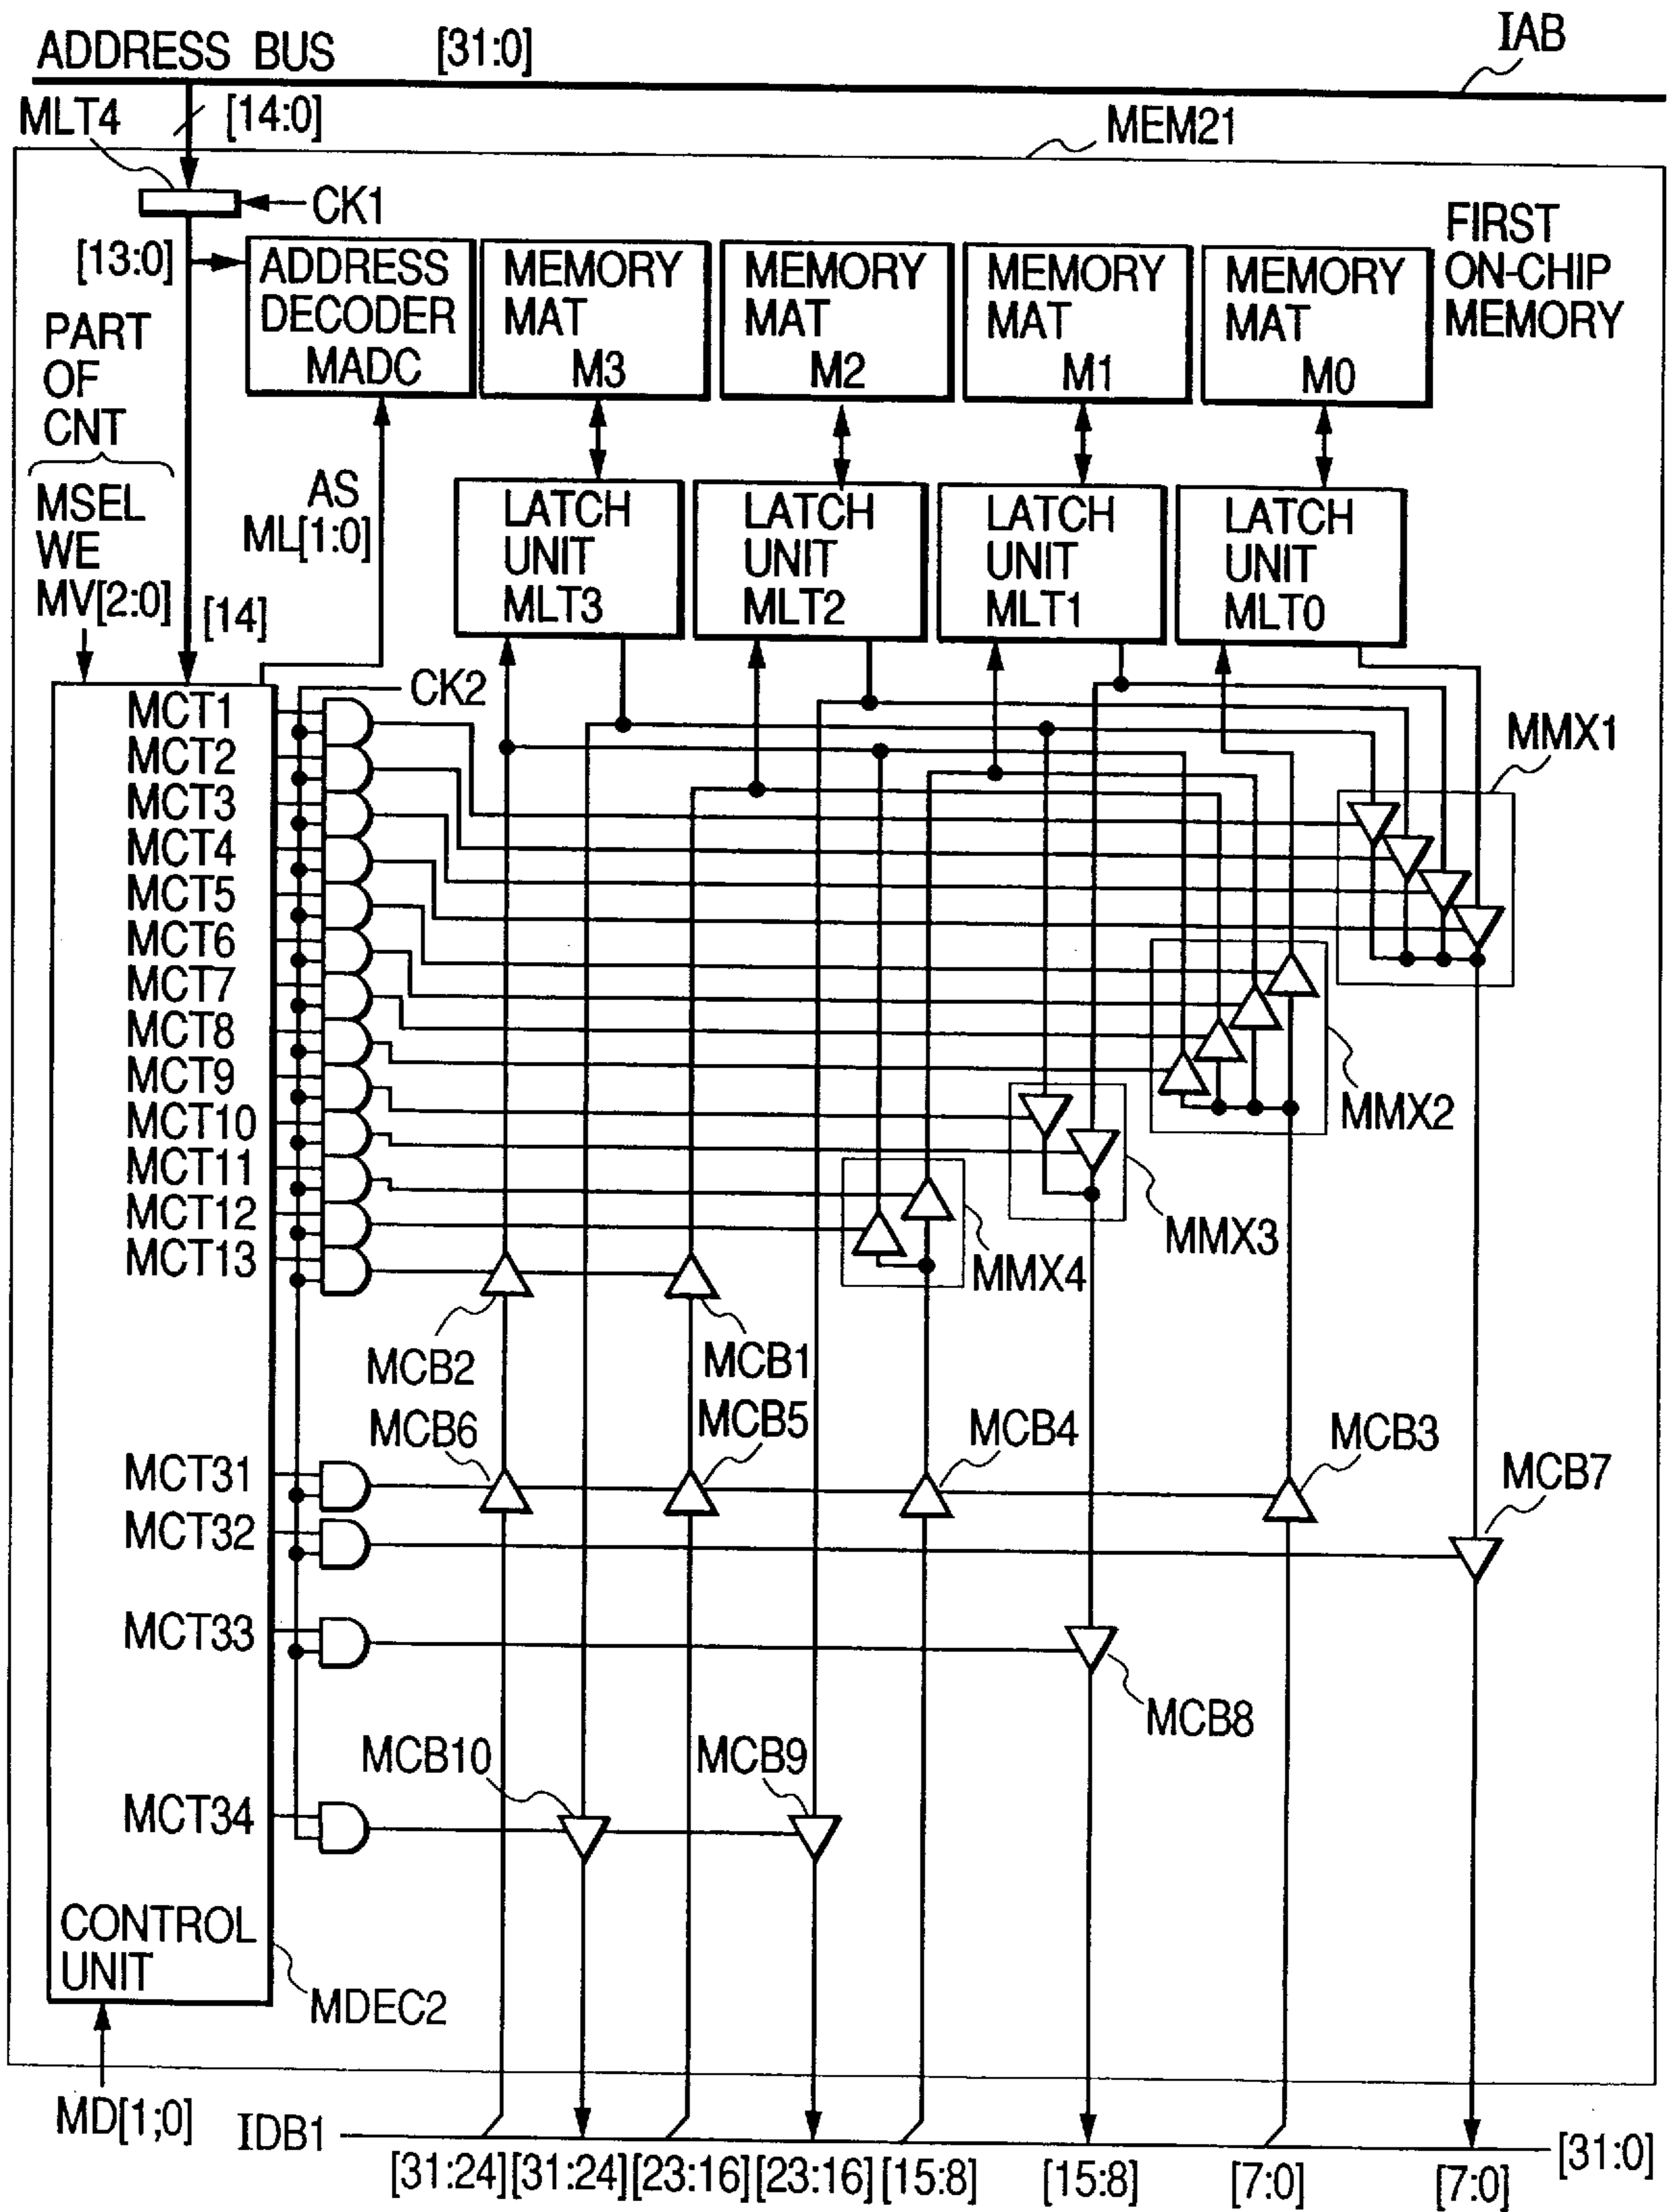 ADDRESS BUS [31:0]
IAB
MLT4
[14:0]
MEM21
CK1
FIRST
ON-CHIP
MEMORY
[13:0]
ADDRESS
DECODER
MADC
MEMORY
MAT
M3
MEMORY
MAT
M2
MEMORY
MAT
M1
MEMORY
MAT
M0
PART
OF
CNT
MSEL
WE
MV[2:0]
AS
ML[1:0]
[14]
LATCH
UNIT
MLT3
LATCH
UNIT
MLT2
LATCH
UNIT
MLT1
LATCH
UNIT
MLT0
CK2
MCT1
MCT2
MCT3
MCT4
MCT5
MCT6
MCT7
MCT8
MCT9
MCT10
MCT11
MCT12
MCT13
MMX1
MMX2
MMX3
MMX4
MCB2
MCB1
MCB6
MCB5
MCB4
MCB3
MCB7
MCT31
MCT32
MCT33
MCB8
MCB10
MCB9
MCT34
CONTROL
UNIT
MDEC2
MD[1;0]
IDB1
[31:0]
[31:24] [31:24] [23:16] [23:16] [15:8] [15:8] [7:0] [7:0]